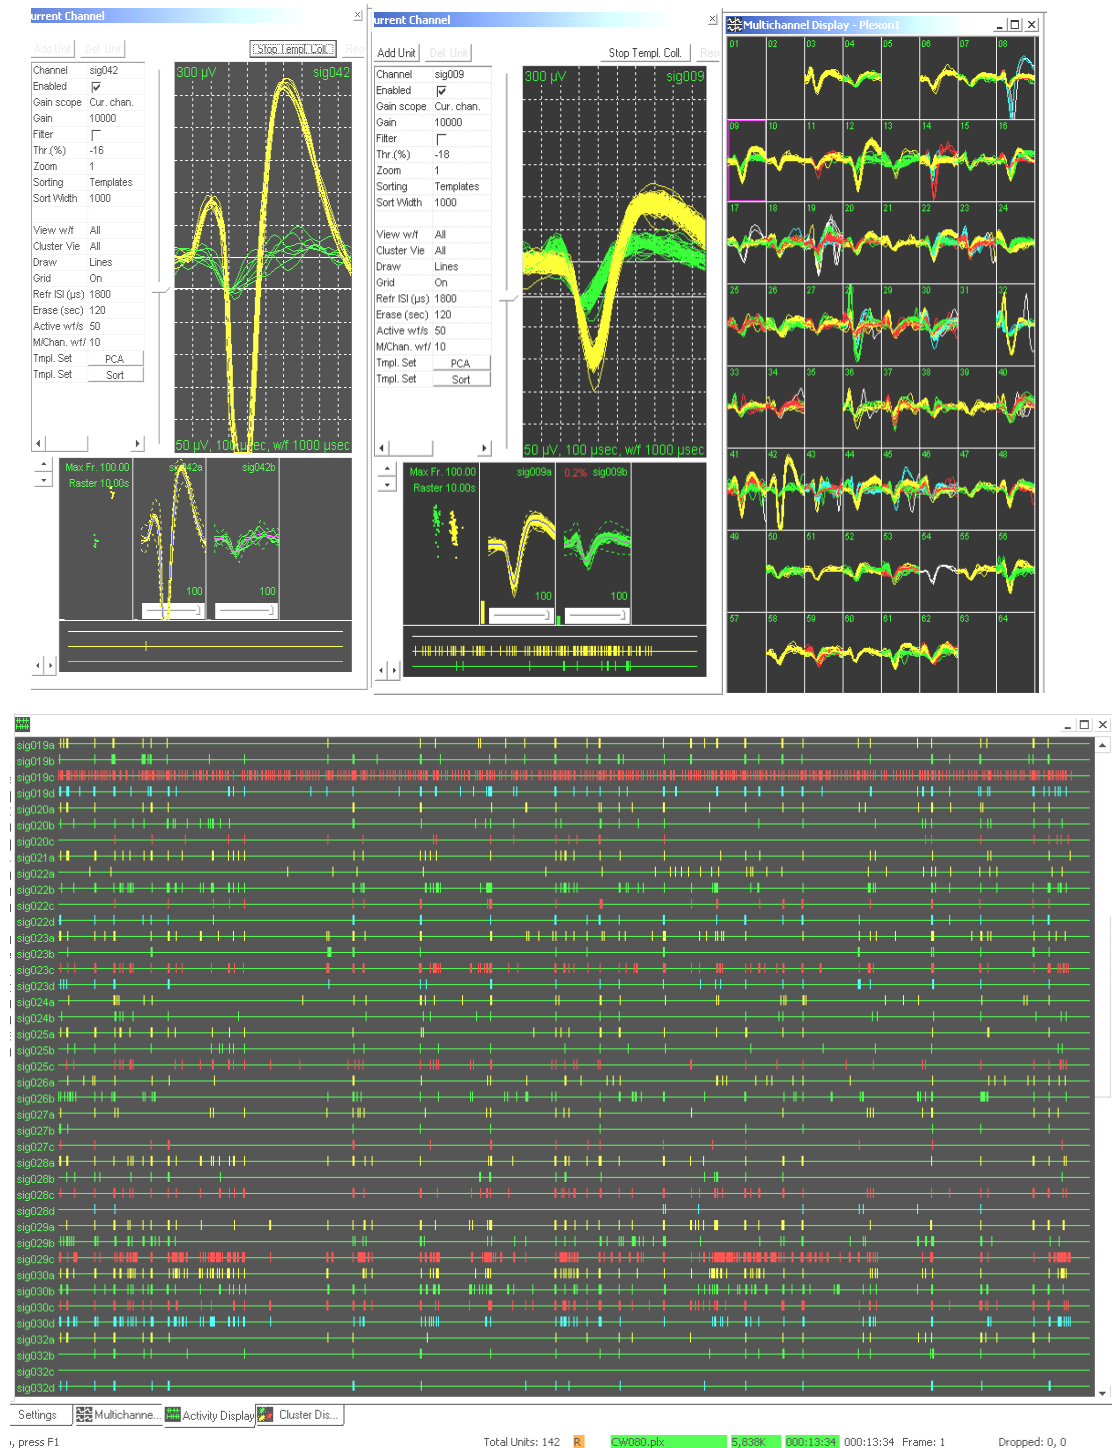 urrent Channel
Add Unit Del. Unit Stop Templ. Coll. Res
Channel sig042
Enabled
Gain scope Cur. chan.
Gain 10000
Filter
Thr.(%) -16
Zoom 1
Sorting Templates
Sort Width 1000
View w/f All
Cluster Vie All
Draw Lines
Grid On
Refr ISI (µs) 1800
Erase (sec) 120
Active wf/s 50
M/Chan. wf/ 10
Tmpl. Set PCA
Tmpl. Set Sort
300 µV sig042
50 µV, 100 µsec, w/f 1000 µsec
Max Fr. 100.00 sig042a sig042b
Raster 10.00s
100 100
urrent Channel
Add Unit Del. Unit Stop Templ. Coll. Res
Channel sig009
Enabled
Gain scope Cur. chan.
Gain 10000
Filter
Thr.(%) -18
Zoom 1
Sorting Templates
Sort Width 1000
View w/f All
Cluster Vie All
Draw Lines
Grid On
Refr ISI (µs) 1800
Erase (sec) 120
Active wf/s 50
M/Chan. wf/ 10
Tmpl. Set PCA
Tmpl. Set Sort
300 µV sig009
50 µV, 100 µsec, w/f 1000 µsec
Max Fr. 100.00 sig009a 0.2% sig009b
Raster 10.00s
100 100
Multichannel Display - Plexon1
01 02 03 04 05 06 07 08
09 10 11 12 13 14 15 16
17 18 19 20 21 22 23 24
25 26 27 28 29 30 31 32
33 34 35 36 37 38 39 40
41 42 43 44 45 46 47 48
49 50 51 52 53 54 55 56
57 58 59 60 61 62 63 64
sig019a
sig019b
sig019c
sig019d
sig020a
sig020b
sig020c
sig021a
sig022a
sig022b
sig022c
sig022d
sig023a
sig023b
sig023c
sig023d
sig024a
sig024b
sig025a
sig025b
sig025c
sig026a
sig026b
sig027a
sig027b
sig027c
sig028a
sig028b
sig028c
sig028d
sig029a
sig029b
sig029c
sig030a
sig030b
sig030c
sig030d
sig032a
sig032b
sig032c
sig032d
Settings Multichanne... Activity Display Cluster Dis...
, press F1 Total Units: 142 R CW080.plx 5,838K 000:13:34 000:13:34 Frame: 1 Dropped: 0, 0